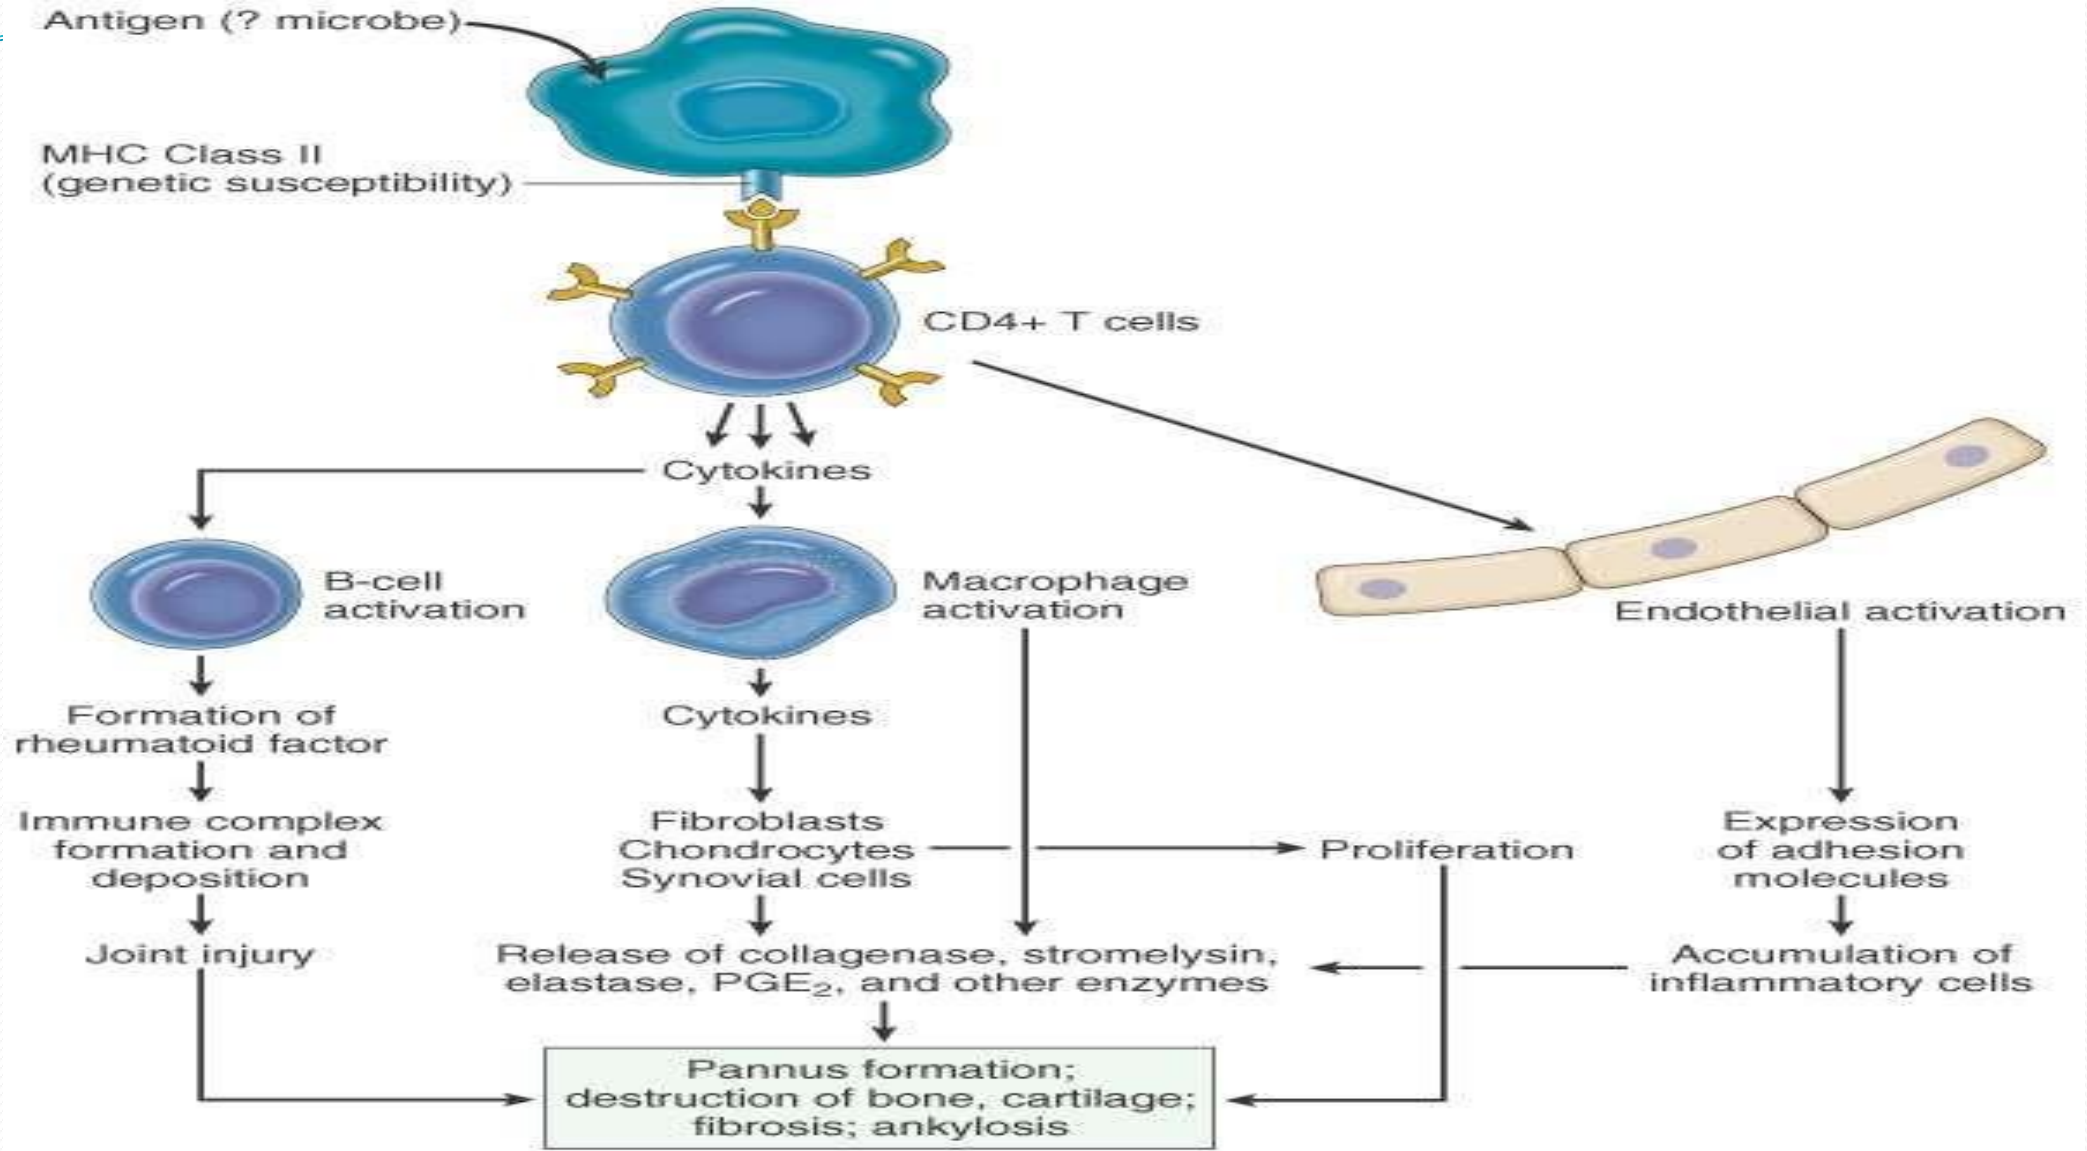 Antigen (? microbe)
MHC Class II
(genetic susceptibility)
CD4+ T cells
Cytokines
B-cell
activation
Macrophage
activation
Endothelial activation
Formation of
rheumatoid factor
Cytokines
Immune complex
formation and
deposition
Fibroblasts
Chondrocytes
Synovial cells
Proliferation
Expression
of adhesion
molecules
Joint injury
Release of collagenase, stromelysin,
elastase, PGE₂, and other enzymes
Accumulation of
inflammatory cells
Pannus formation;
destruction of bone, cartilage;
fibrosis; ankylosis